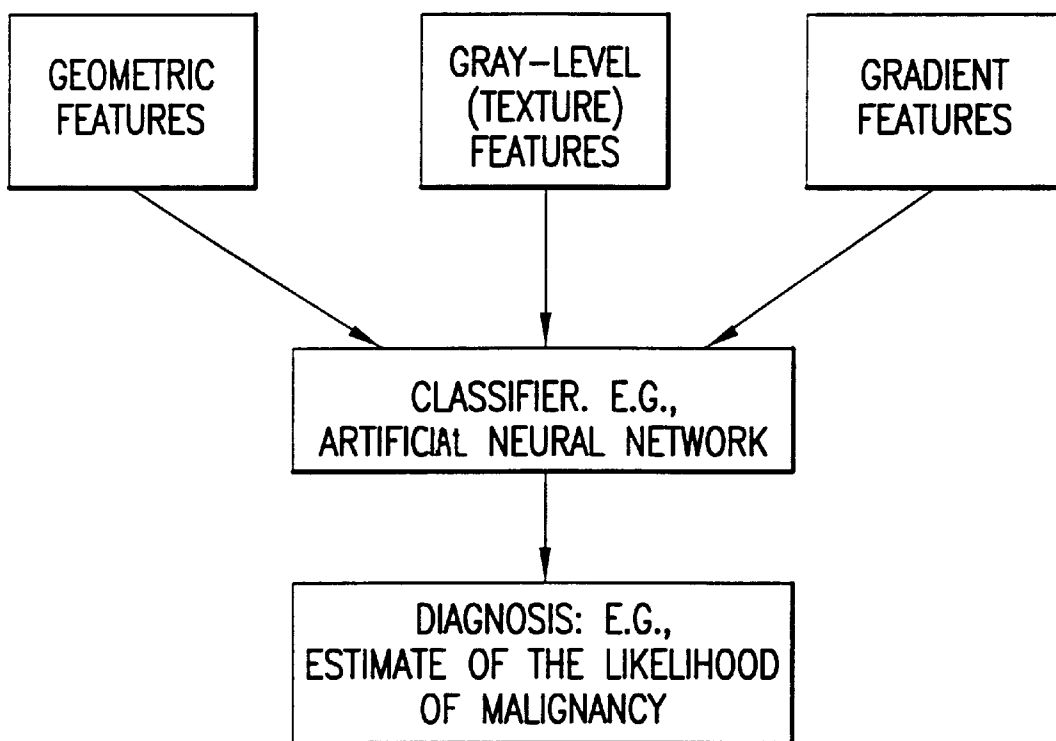 GEOMETRIC
FEATURES
GRAY-LEVEL
(TEXTURE)
FEATURES
GRADIENT
FEATURES
CLASSIFIER. E.G.,
ARTIFICIAL NEURAL NETWORK
DIAGNOSIS: E.G.,
ESTIMATE OF THE LIKELIHOOD
OF MALIGNANCY